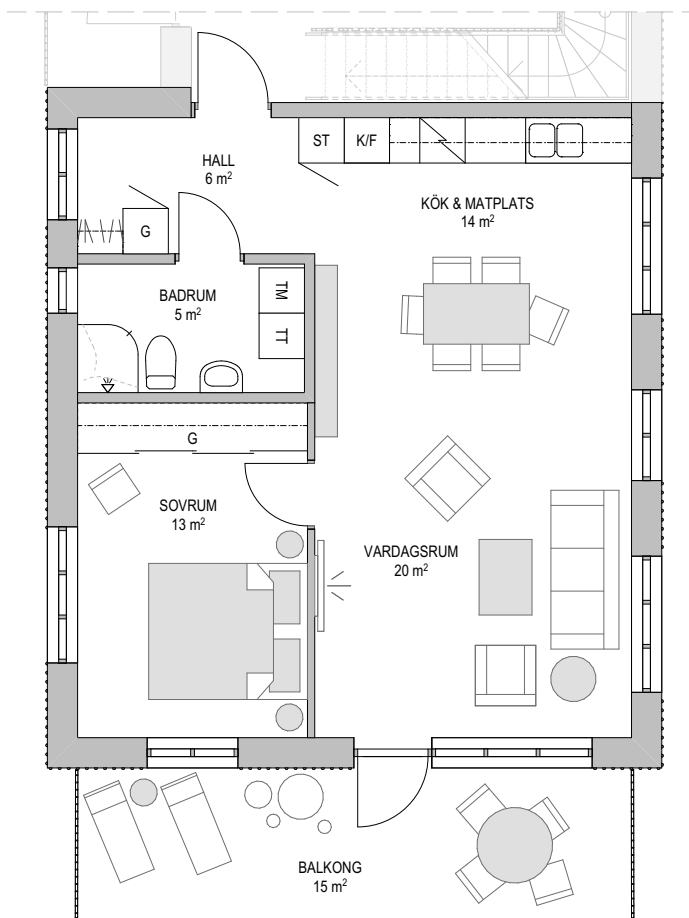 ST K/F
HALL
6 m²
KÖK & MATPLATS
14 m²
G
BADRUM
5 m²
TM
TT
G
SOVRUM
13 m²
VARDAGSRUM
20 m²
BALKONG
15 m²